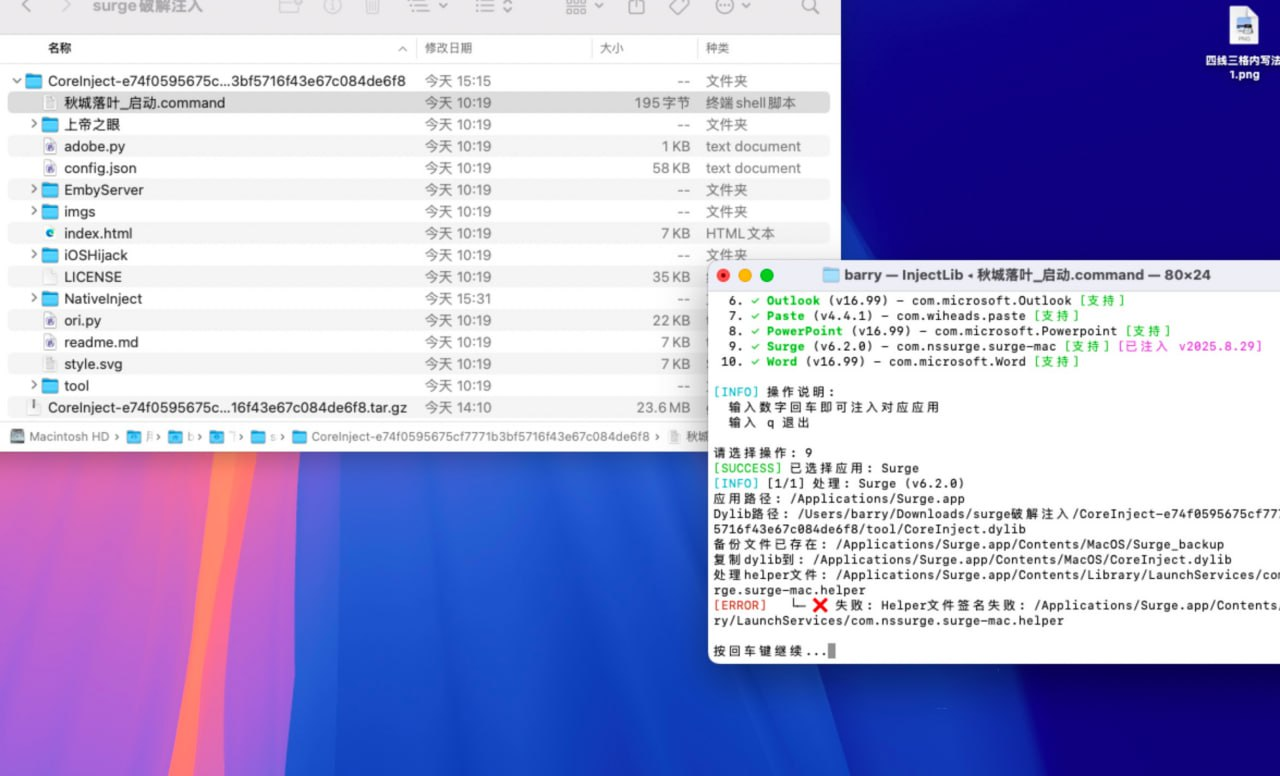 surge破解注入
名称 修改日期 大小 种类
CoreInject-e74f0595675c...3bf5716f43e67c084de6f8 今天 15:15 -- 文件夹
秋城落叶_启动.command 今天 10:19 195 字节 终端 shell 脚本
上帝之眼 今天 10:19 -- 文件夹
adobe.py 今天 10:19 1 KB text document
config.json 今天 10:19 58 KB text document
EmbyServer 今天 10:19 -- 文件夹
imgs 今天 10:19 -- 文件夹
index.html 今天 10:19 7 KB HTML 文本
iOSHijack 今天 10:19 -- 文件夹
LICENSE 今天 10:19 35 KB
NativeInject 今天 15:31 --
ori.py 今天 10:19 22 KB
readme.md 今天 10:19 7 KB
style.svg 今天 10:19 7 KB
tool 今天 10:19 --
CoreInject-e74f0595675c...16f43e67c084de6f8.tar.gz 今天 14:10 23.6 MB
Macintosh HD › › b› › s› CoreInject-e74f0595675cf7771b3bf5716f43e67c084de6f8 › 秋城
四线三格内写法
1.png
barry — InjectLib ◂ 秋城落叶_启动.command — 80×24
6. ✓ Outlook (v16.99) - com.microsoft.Outlook [支持]
7. ✓ Paste (v4.4.1) - com.wiheads.paste [支持]
8. ✓ PowerPoint (v16.99) - com.microsoft.Powerpoint [支持]
9. ✓ Surge (v6.2.0) - com.nssurge.surge-mac [支持] [已注入 v2025.8.29]
10. ✓ Word (v16.99) - com.microsoft.Word [支持]
[INFO] 操作说明:
输入数字回车即可注入对应应用
输入 q 退出
请选择操作: 9
[SUCCESS] 已选择应用: Surge
[INFO] [1/1] 处理: Surge (v6.2.0)
应用路径: /Applications/Surge.app
Dylib路径: /Users/barry/Downloads/surge破解注入/CoreInject-e74f0595675cf77
5716f43e67c084de6f8/tool/CoreInject.dylib
备份文件已存在: /Applications/Surge.app/Contents/MacOS/Surge_backup
复制dylib到: /Applications/Surge.app/Contents/MacOS/CoreInject.dylib
处理helper文件: /Applications/Surge.app/Contents/Library/LaunchServices/co
rge.surge-mac.helper
[ERROR] └─ ❌ 失败: Helper文件签名失败: /Applications/Surge.app/Contents/
ry/LaunchServices/com.nssurge.surge-mac.helper
按回车键继续...